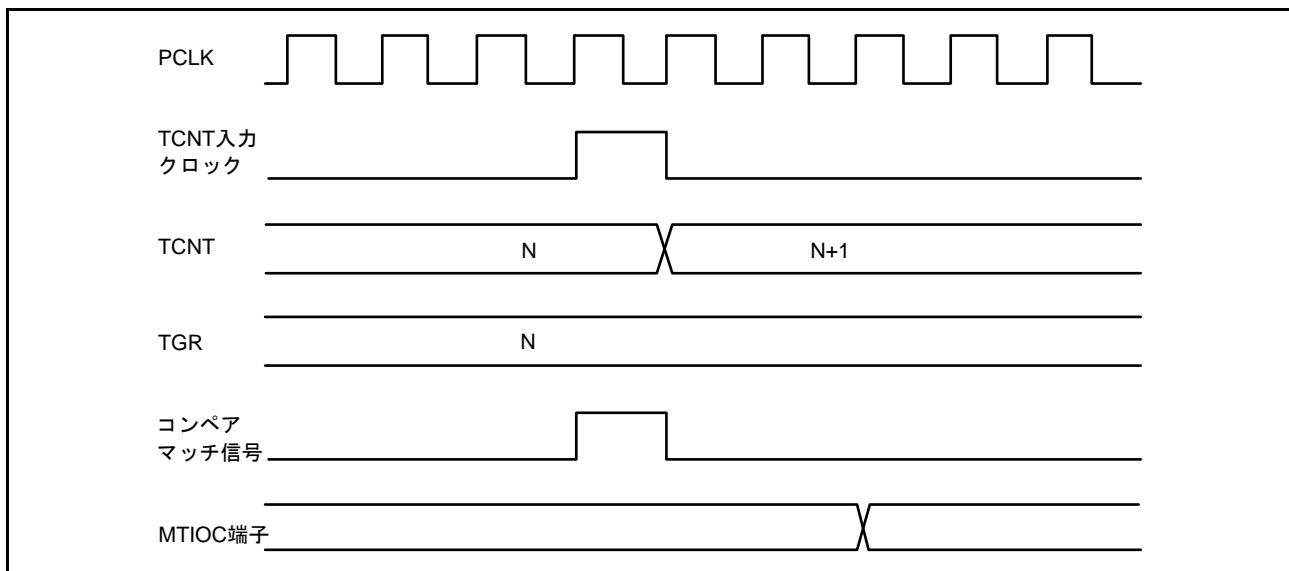 PCLK
TCNT入力
クロック
TCNT
N
N+1
TGR
N
コンペア
マッチ信号
MTIOC端子